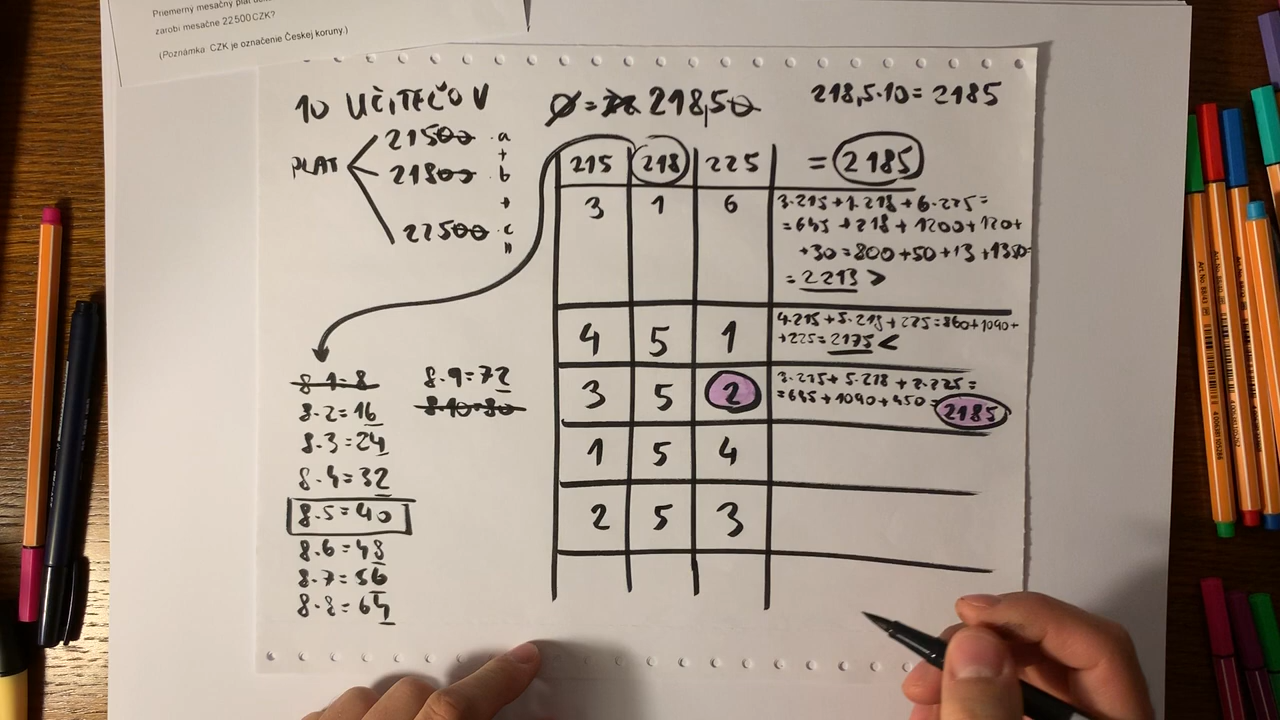 Priemerný mesačný plat
zarobí mesačne 22 500 CZK?
(Poznámka: CZK je označenie Českej koruny.)
10 UČITEĽOV
Ø = 218,50
218,5·10 = 2185
PLAT
21500 · a
+
21800 · b
+
22500 · c
215 218 225 = 2185
3 1 6
3·215+1·218+6·225=
=645+218+1200+120+
+30=800+50+13+1350=
= 2213 >
4 5 1
4·215+5·218+225=860+1090+
+225=2175<
3 5 2
3·215+5·218+2·225=
=645+1090+450=2185
1 5 4
2 5 3
8·1=8
8·2=16
8·3=24
8·4=32
8·5=40
8·6=48
8·7=56
8·8=64
8·9=72
8·10=80